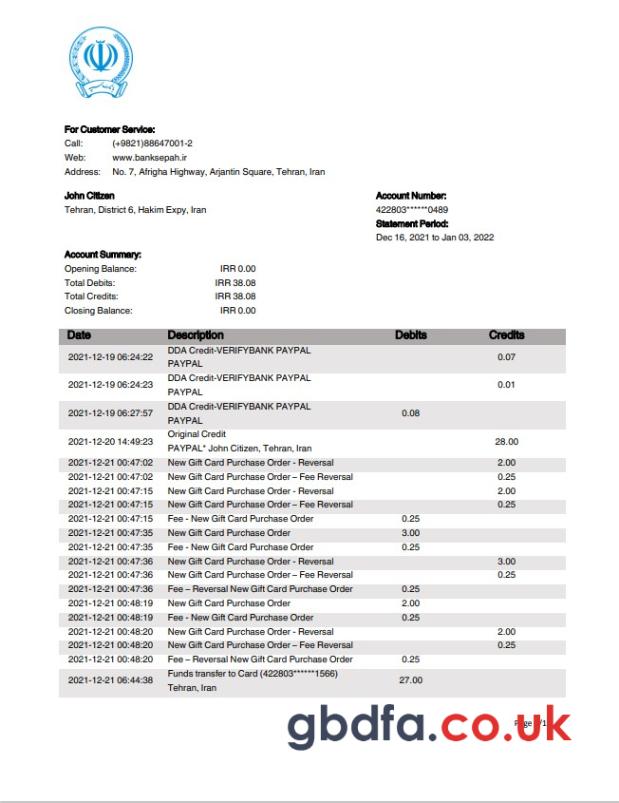 For Customer Service:
Call: (+9821)88647001-2
Web: www.banksepah.ir
Address: No. 7, Afrigha Highway, Arjantin Square, Tehran, Iran
John Citizen
Tehran, District 6, Hakim Expy, Iran
Account Number:
422803******0489
Statement Period:
Dec 16, 2021 to Jan 03, 2022
Account Summary:
Opening Balance: IRR 0.00
Total Debits: IRR 38.08
Total Credits: IRR 38.08
Closing Balance: IRR 0.00
Date Description Debits Credits
2021-12-19 06:24:22 DDA Credit-VERIFYBANK PAYPAL
PAYPAL 0.07
2021-12-19 06:24:23 DDA Credit-VERIFYBANK PAYPAL
PAYPAL 0.01
2021-12-19 06:27:57 DDA Credit-VERIFYBANK PAYPAL
PAYPAL 0.08
2021-12-20 14:49:23 Original Credit
PAYPAL* John Citizen, Tehran, Iran 28.00
2021-12-21 00:47:02 New Gift Card Purchase Order - Reversal 2.00
2021-12-21 00:47:02 New Gift Card Purchase Order – Fee Reversal 0.25
2021-12-21 00:47:15 New Gift Card Purchase Order - Reversal 2.00
2021-12-21 00:47:15 New Gift Card Purchase Order – Fee Reversal 0.25
2021-12-21 00:47:15 Fee - New Gift Card Purchase Order 0.25
2021-12-21 00:47:35 New Gift Card Purchase Order 3.00
2021-12-21 00:47:35 Fee - New Gift Card Purchase Order 0.25
2021-12-21 00:47:36 New Gift Card Purchase Order - Reversal 3.00
2021-12-21 00:47:36 New Gift Card Purchase Order – Fee Reversal 0.25
2021-12-21 00:47:36 Fee – Reversal New Gift Card Purchase Order 0.25
2021-12-21 00:48:19 New Gift Card Purchase Order 2.00
2021-12-21 00:48:19 Fee - New Gift Card Purchase Order 0.25
2021-12-21 00:48:20 New Gift Card Purchase Order - Reversal 2.00
2021-12-21 00:48:20 New Gift Card Purchase Order – Fee Reversal 0.25
2021-12-21 00:48:20 Fee – Reversal New Gift Card Purchase Order 0.25
2021-12-21 06:44:38 Funds transfer to Card (422803******1566)
Tehran, Iran 27.00
gbdfa.co.uk